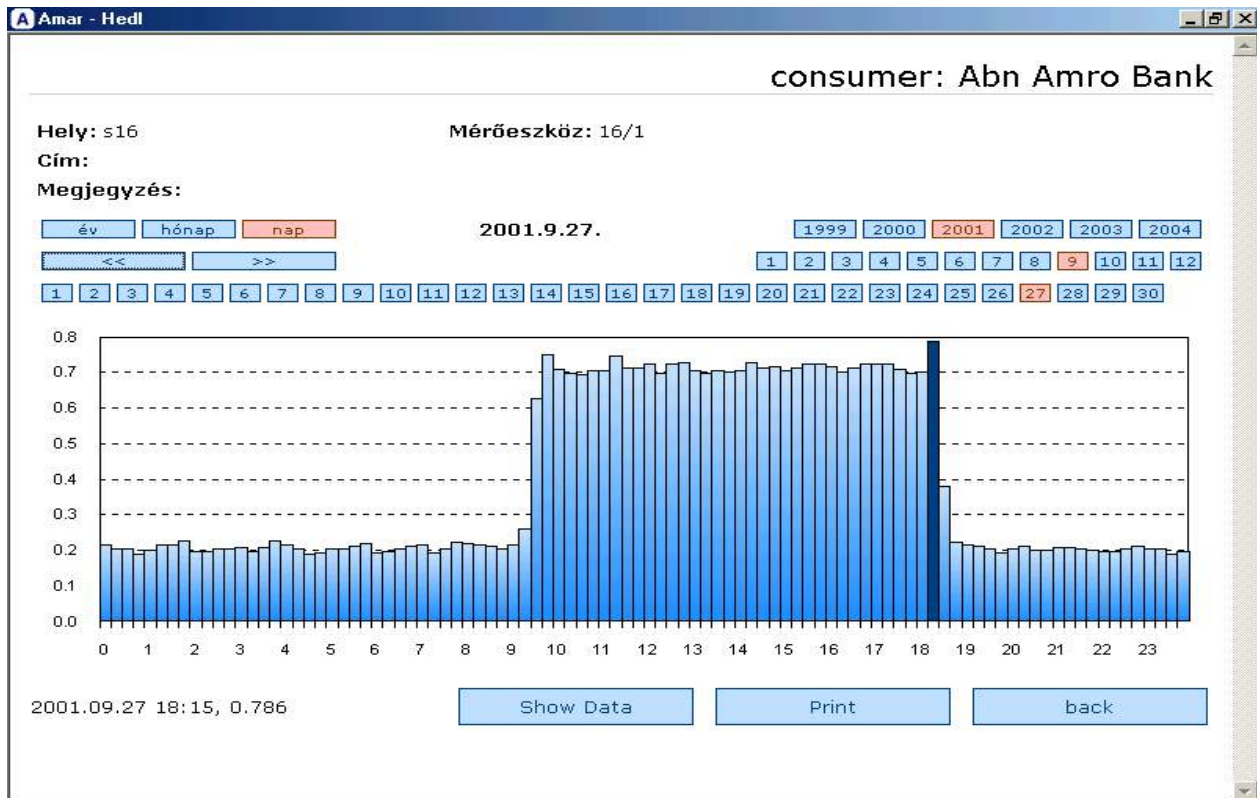 Amar - Hedl
consumer: Abn Amro Bank
Hely: s16 Mérőeszköz: 16/1
Cím:
Megjegyzés:
év hónap nap 2001.9.27. 1999 2000 2001 2002 2003 2004
<< >> 1 2 3 4 5 6 7 8 9 10 11 12
1 2 3 4 5 6 7 8 9 10 11 12 13 14 15 16 17 18 19 20 21 22 23 24 25 26 27 28 29 30
0.8
0.7
0.6
0.5
0.4
0.3
0.2
0.1
0.0
0 1 2 3 4 5 6 7 8 9 10 11 12 13 14 15 16 17 18 19 20 21 22 23
2001.09.27 18:15, 0.786 Show Data Print back